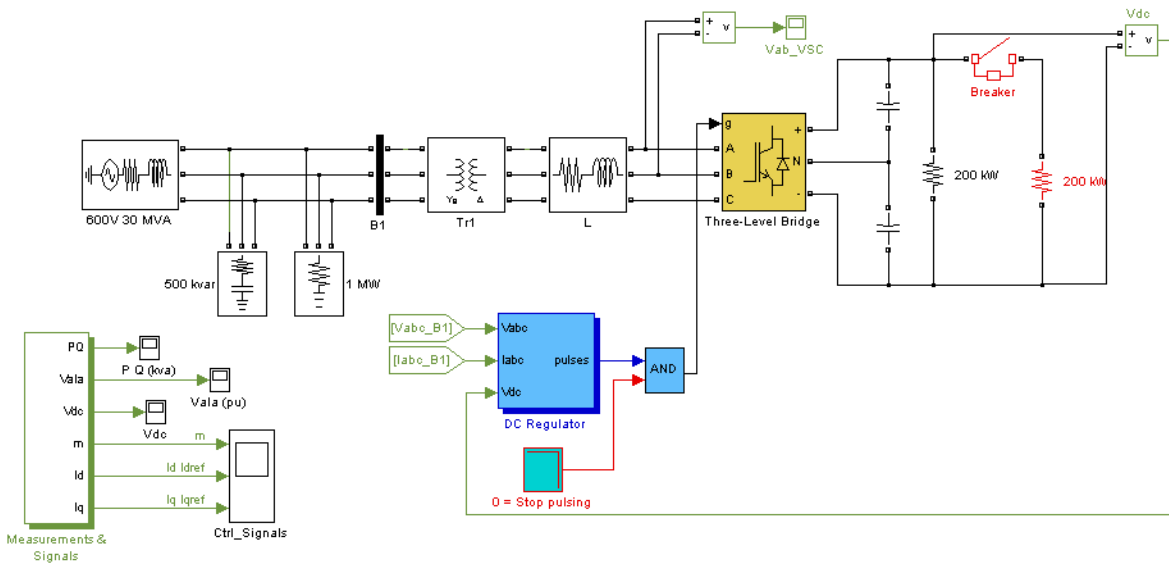 Vdc
+
-
v
Vab_VSC
+
-
v
Breaker
g
A
B
C
+
N
-
Three-Level Bridge
200 kW
200 kW
600V 30 MVA
B1
Yg
Δ
Tr1
L
500 kvar
1 MW
[Vabc_B1]
[Iabc_B1]
Vabc
Iabc
Vdc
pulses
DC Regulator
AND
0 = Stop pulsing
PQ
Vala
Vdc
m
Id
Iq
P Q (kva)
Vala (pu)
Vdc
m
Id Idref
Iq Iqref
Ctrl_Signals
Measurements &
Signals